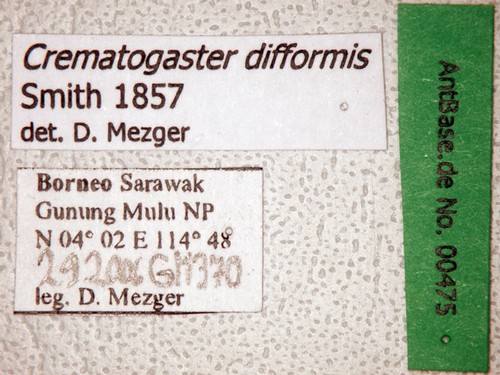 Crematogaster difformis
Smith 1857
det. D. Mezger
Borneo Sarawak
Gunung Mulu NP
N 04° 02 E 114° 48
leg. D. Mezger
AntBase.de No. 00475